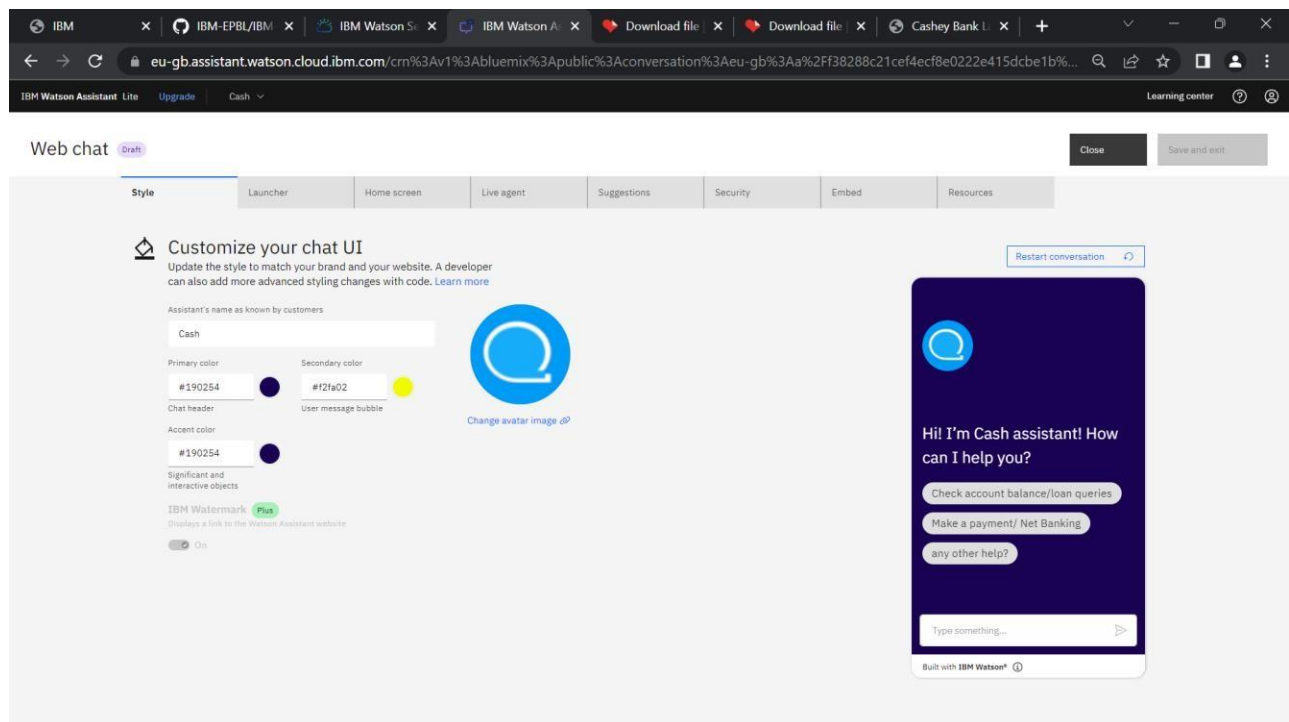 IBM
IBM-EPBL/IBM
IBM Watson Se
IBM Watson As
Download file
Download file
Cashey Bank Li
eu-gb.assistant.watson.cloud.ibm.com/crn%3Av1%3Abluemix%3Apublic%3Aconversation%3Aeu-gb%3Aa%2Ff38288c21cef4ecf8e0222e415dcbe1b%...
IBM Watson Assistant Lite Upgrade Cash
Learning center
Web chat Draft
Close
Save and exit
Style Launcher Home screen Live agent Suggestions Security Embed Resources
Customize your chat UI
Update the style to match your brand and your website. A developer
can also add more advanced styling changes with code. Learn more
Assistant's name as known by customers
Cash
Primary color Secondary color
#190254 #f2fa02
Chat header User message bubble
Accent color
#190254
Significant and
interactive objects
IBM Watermark Plus
Displays a link to the Watson Assistant website
On
Change avatar image
Restart conversation
Hi! I'm Cash assistant! How
can I help you?
Check account balance/loan queries
Make a payment/ Net Banking
any other help?
Type something...
Built with IBM Watson®